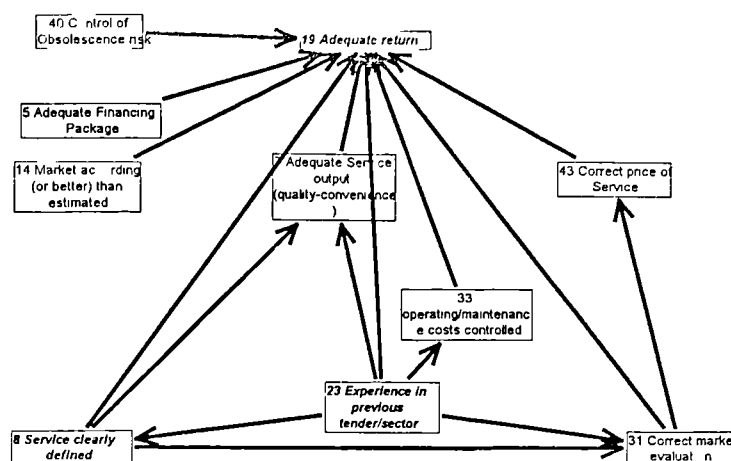 40 C ntrol of
Obsolescence risk
19 Adequate return
5 Adequate Financing
Package
14 Market ac rding
(or better) than
estimated
7 Adequate Service
output
(quality-convenience
)
43 Correct price of
Service
33
operating/maintenanc
e costs controlled
23 Experience in
previous
tender/sector
8 Service clearly
defined
31 Correct marke
evaluat n